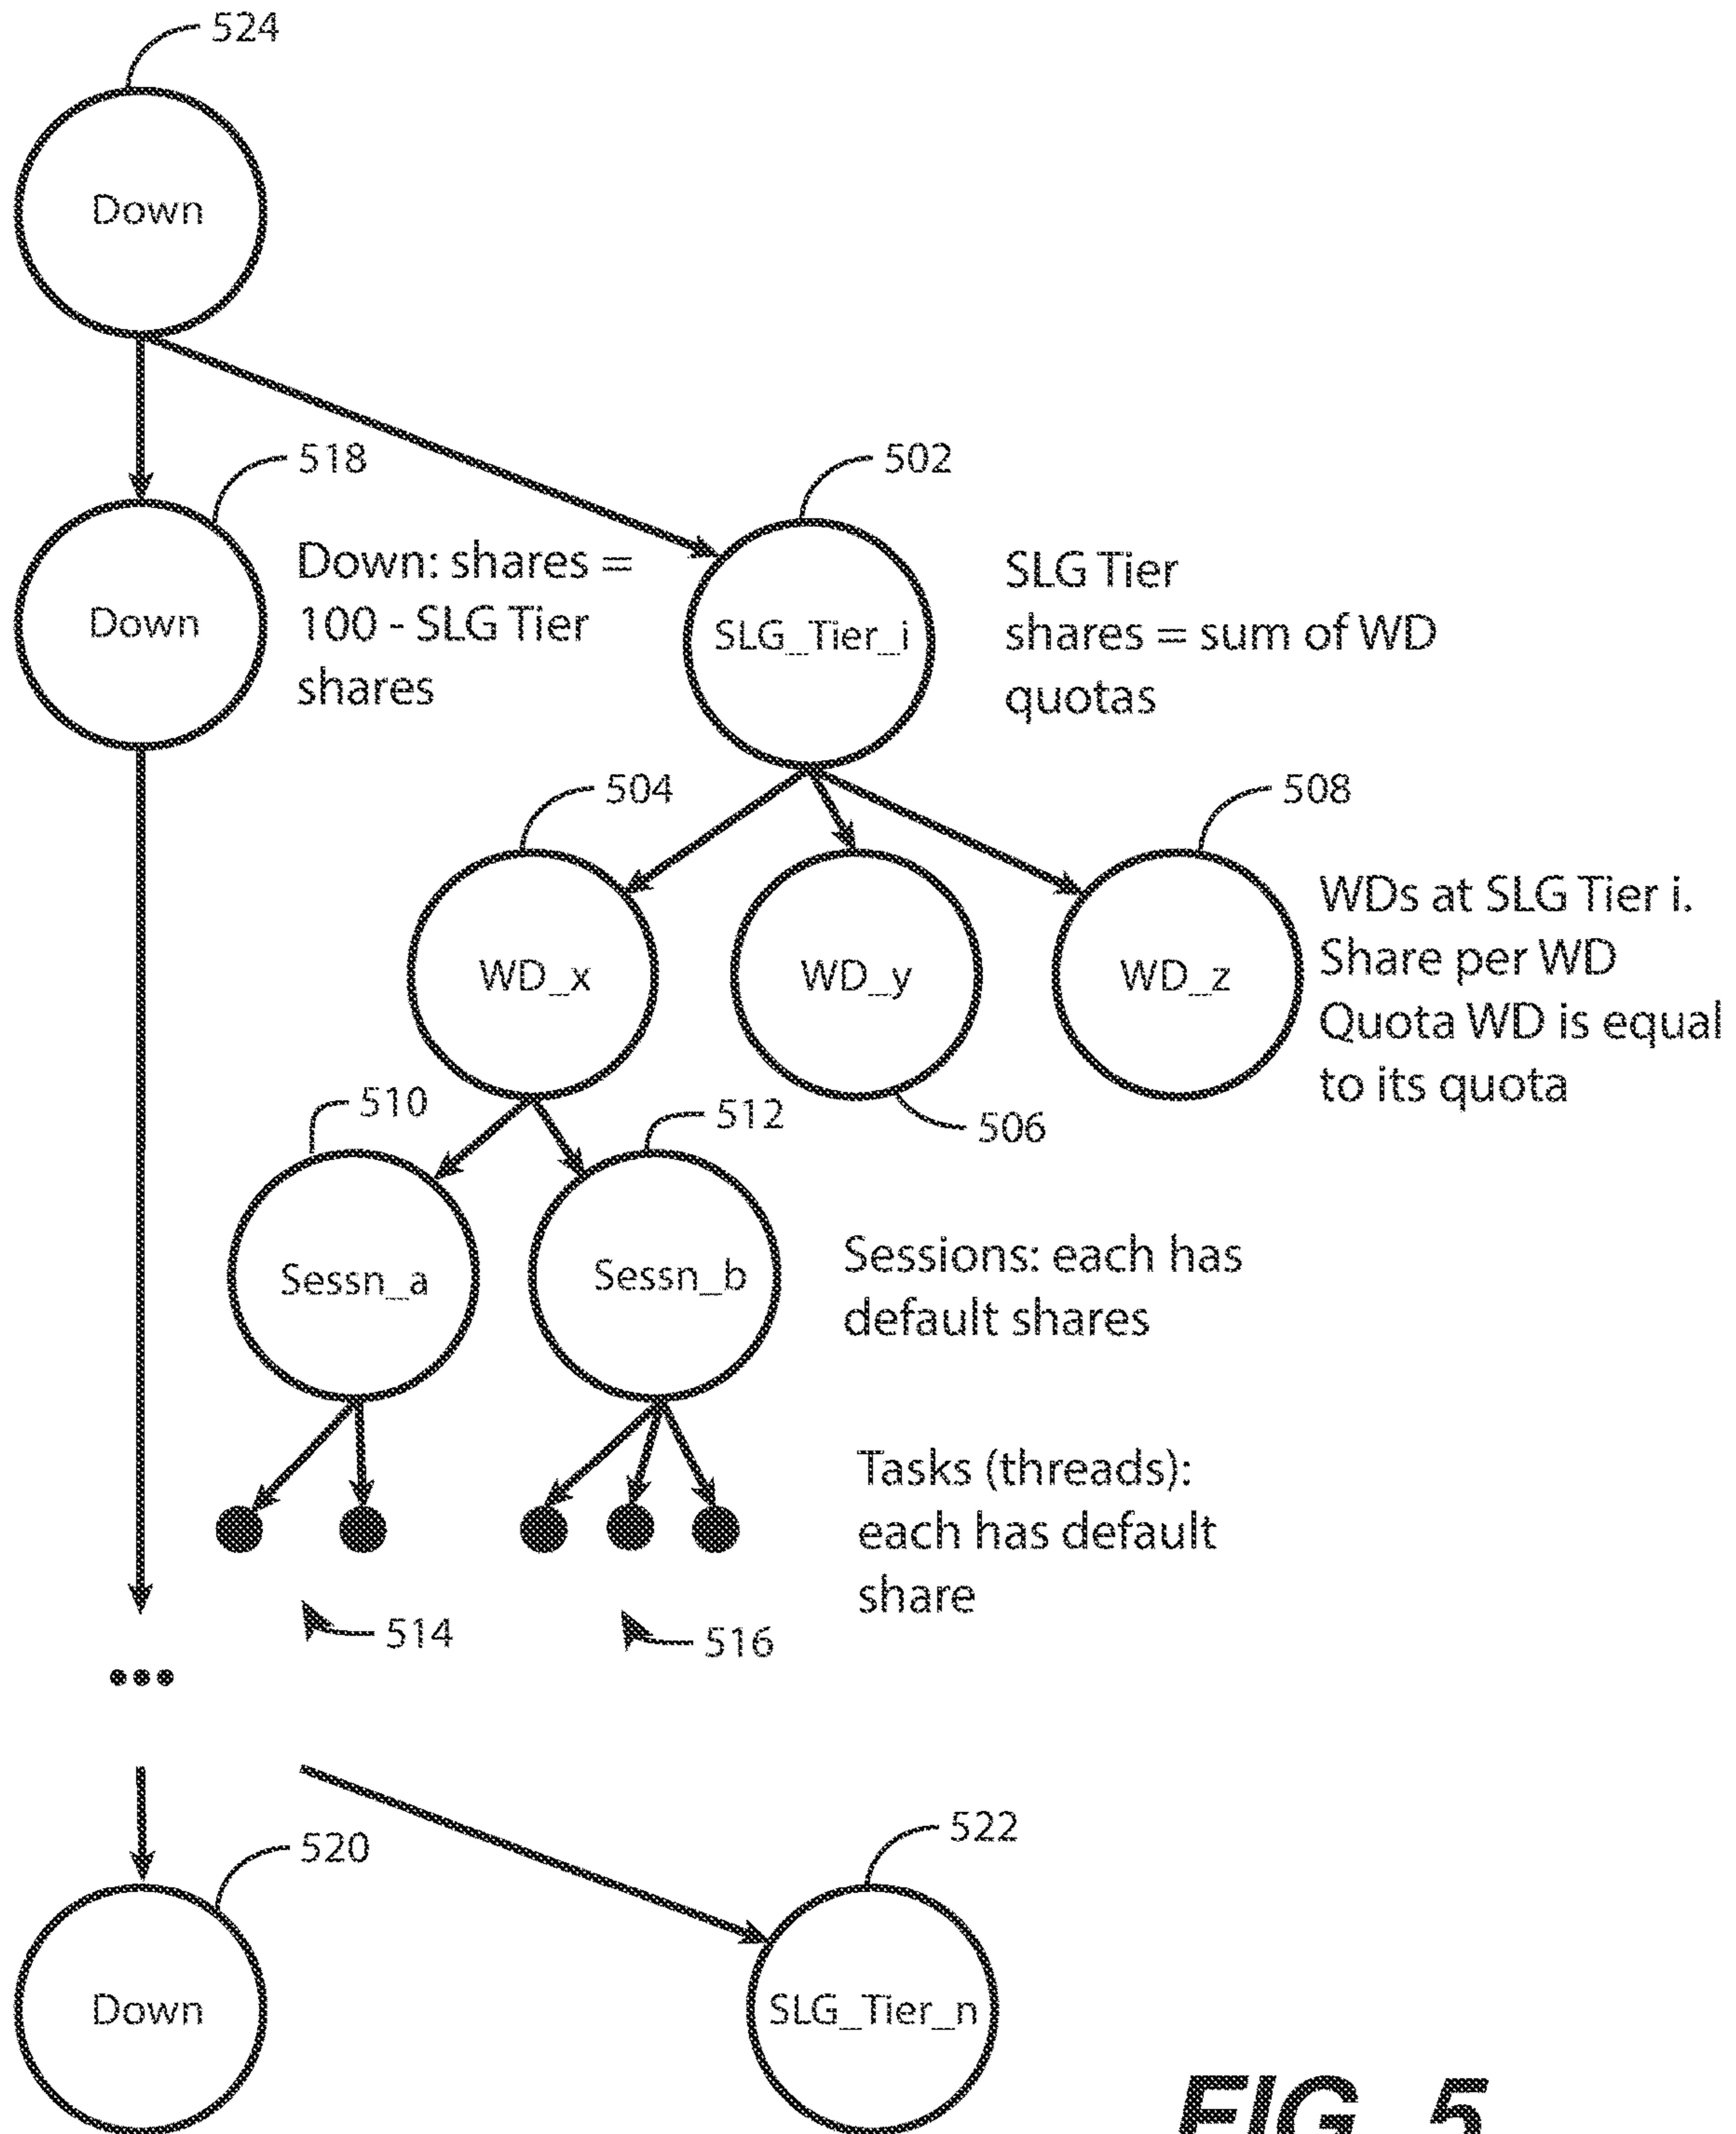 524
Down
518
502
Down
Down: shares =
100 - SLG Tier
shares
SLG_Tier_i
SLG Tier
shares = sum of WD
quotas
504
508
WD_x
WD_y
WD_z
WDs at SLG Tier i.
Share per WD
Quota WD is equal
to its quota
510
512
506
Sessn_a
Sessn_b
Sessions: each has
default shares
Tasks (threads):
each has default
share
514
516
...
520
522
Down
SLG_Tier_n
FIG. 5